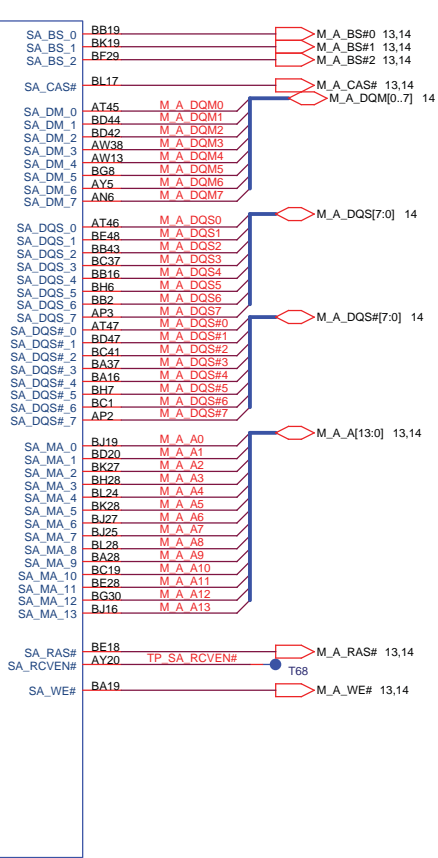 SA_BS_0 BB19 M_A_BS#0 13,14
SA_BS_1 BK19 M_A_BS#1 13,14
SA_BS_2 BF29 M_A_BS#2 13,14
SA_CAS# BL17 M_A_CAS# 13,14
M_A_DQM[0..7] 14
SA_DM_0 AT45 M_A_DQM0
SA_DM_1 BD44 M_A_DQM1
SA_DM_2 BD42 M_A_DQM2
SA_DM_3 AW38 M_A_DQM3
SA_DM_4 AW13 M_A_DQM4
SA_DM_5 BG8 M_A_DQM5
SA_DM_6 AY5 M_A_DQM6
SA_DM_7 AN6 M_A_DQM7
M_A_DQS[7:0] 14
SA_DQS_0 AT46 M_A_DQS0
SA_DQS_1 BE48 M_A_DQS1
SA_DQS_2 BB43 M_A_DQS2
SA_DQS_3 BC37 M_A_DQS3
SA_DQS_4 BB16 M_A_DQS4
SA_DQS_5 BH6 M_A_DQS5
SA_DQS_6 BB2 M_A_DQS6
SA_DQS_7 AP3 M_A_DQS7
M_A_DQS#[7:0] 14
SA_DQS#_0 AT47 M_A_DQS#0
SA_DQS#_1 BD47 M_A_DQS#1
SA_DQS#_2 BC41 M_A_DQS#2
SA_DQS#_3 BA37 M_A_DQS#3
SA_DQS#_4 BA16 M_A_DQS#4
SA_DQS#_5 BH7 M_A_DQS#5
SA_DQS#_6 BC1 M_A_DQS#6
SA_DQS#_7 AP2 M_A_DQS#7
M_A_A[13:0] 13,14
SA_MA_0 BJ19 M_A_A0
SA_MA_1 BD20 M_A_A1
SA_MA_2 BK27 M_A_A2
SA_MA_3 BH28 M_A_A3
SA_MA_4 BL24 M_A_A4
SA_MA_5 BK28 M_A_A5
SA_MA_6 BJ27 M_A_A6
SA_MA_7 BJ25 M_A_A7
SA_MA_8 BL28 M_A_A8
SA_MA_9 BA28 M_A_A9
SA_MA_10 BC19 M_A_A10
SA_MA_11 BE28 M_A_A11
SA_MA_12 BG30 M_A_A12
SA_MA_13 BJ16 M_A_A13
SA_RAS# BE18 M_A_RAS# 13,14
SA_RCVEN# AY20 TP_SA_RCVEN# T68
SA_WE# BA19 M_A_WE# 13,14